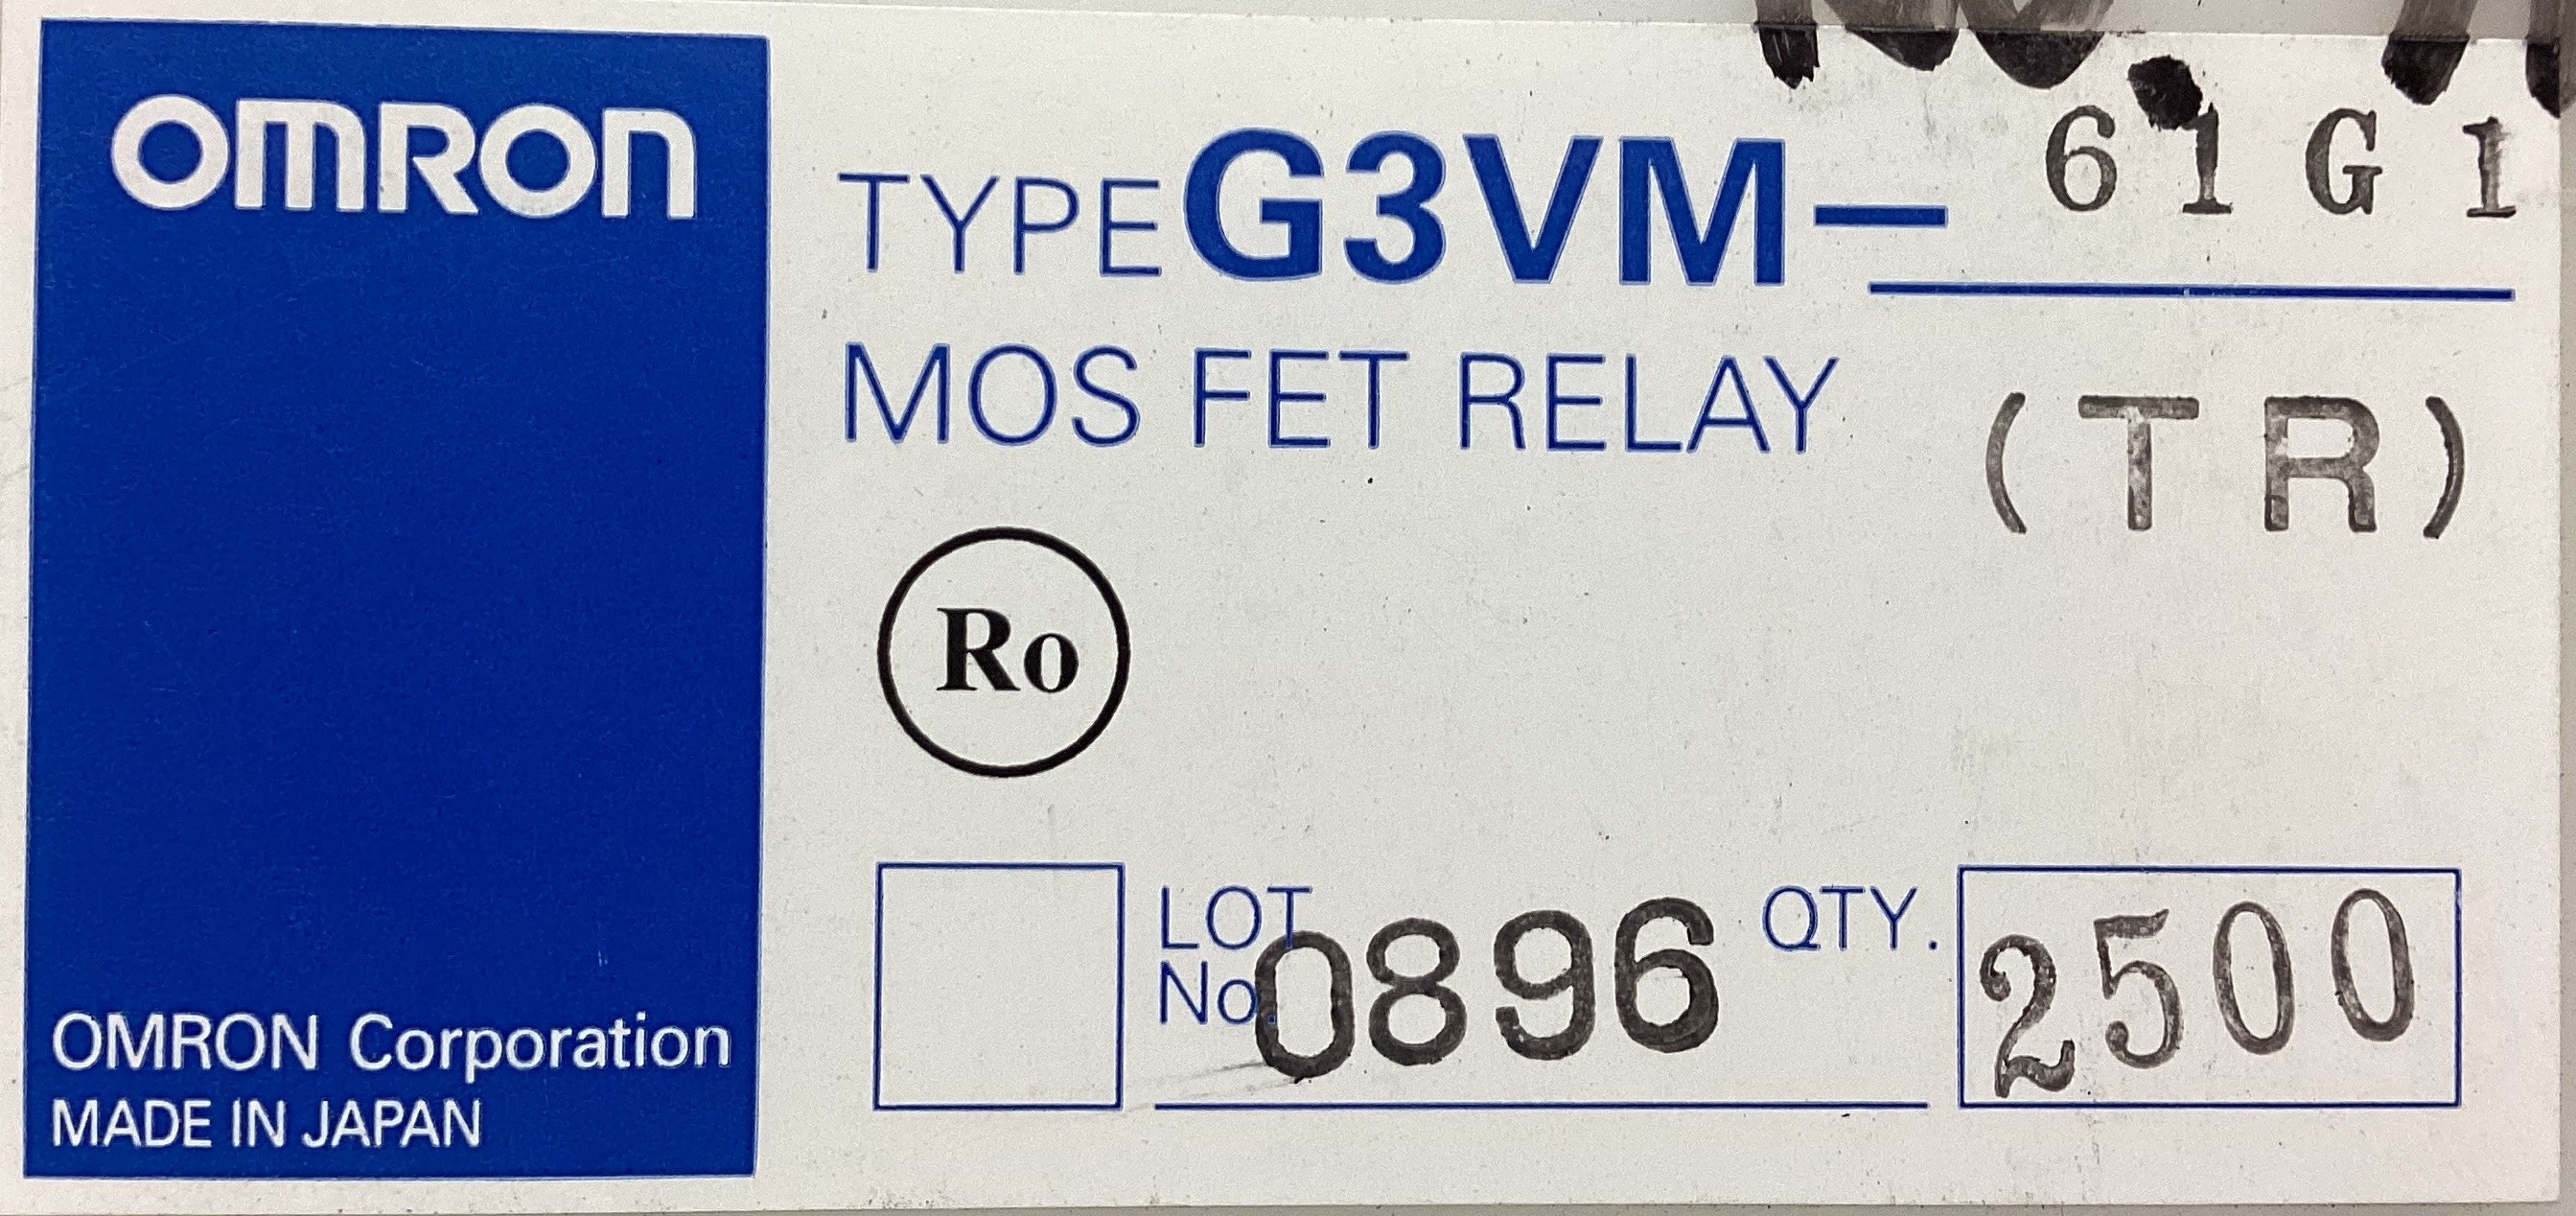 OMRON
TYPE G3VM- 61G1
MOS FET RELAY
(TR)
Ro
LOT No. 0896 QTY. 2500
OMRON Corporation
MADE IN JAPAN